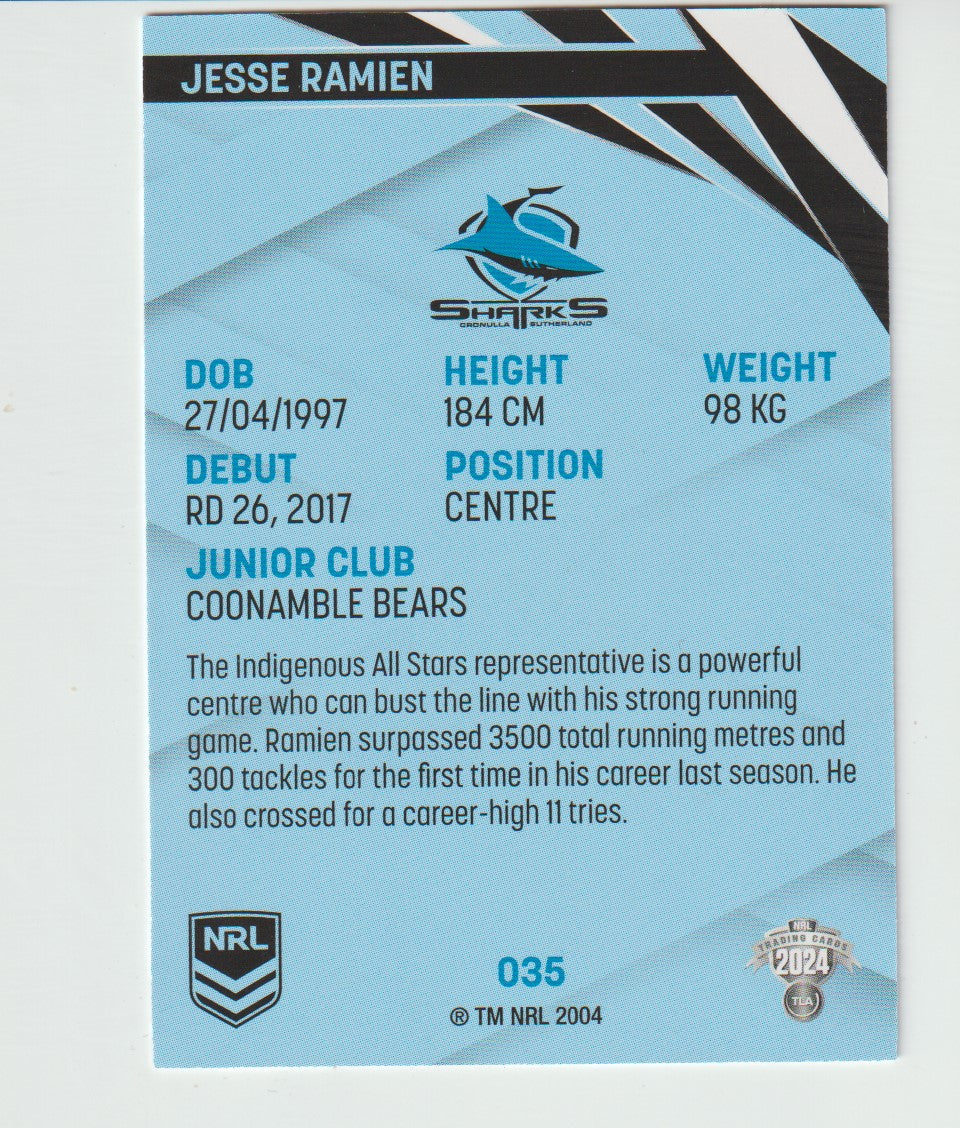 JESSE RAMIEN
SHARKS
CRONULLA SUTHERLAND
DOB HEIGHT WEIGHT
27/04/1997 184 CM 98 KG
DEBUT POSITION
RD 26, 2017 CENTRE
JUNIOR CLUB
COONAMBLE BEARS
The Indigenous All Stars representative is a powerful
centre who can bust the line with his strong running
game. Ramien surpassed 3500 total running metres and
300 tackles for the first time in his career last season. He
also crossed for a career-high 11 tries.
NRL
035
® TM NRL 2004
NRL
TRADING CARDS
2024
TLA